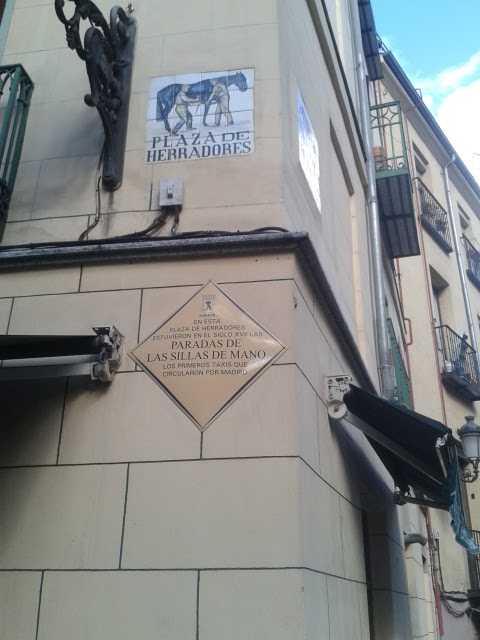 PLAZA DE
HERRADORES
EN ESTA
PLAZA DE HERRADORES
ESTUVIERON EN EL SIGLO XVII LAS
PARADAS DE
LAS SILLAS DE MANO
LOS PRIMEROS TAXIS QUE
CIRCULARON POR MADRID